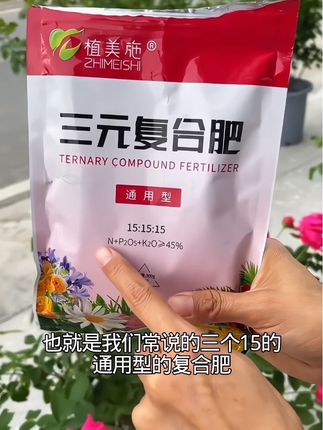 植美施®
ZHIMEISHI
三元复合肥
TERNARY COMPOUND FERTILIZER
通用型
15:15:15
N+P₂O₅+K₂O≥45%
也就是我们常说的三个15的
通用型的复合肥